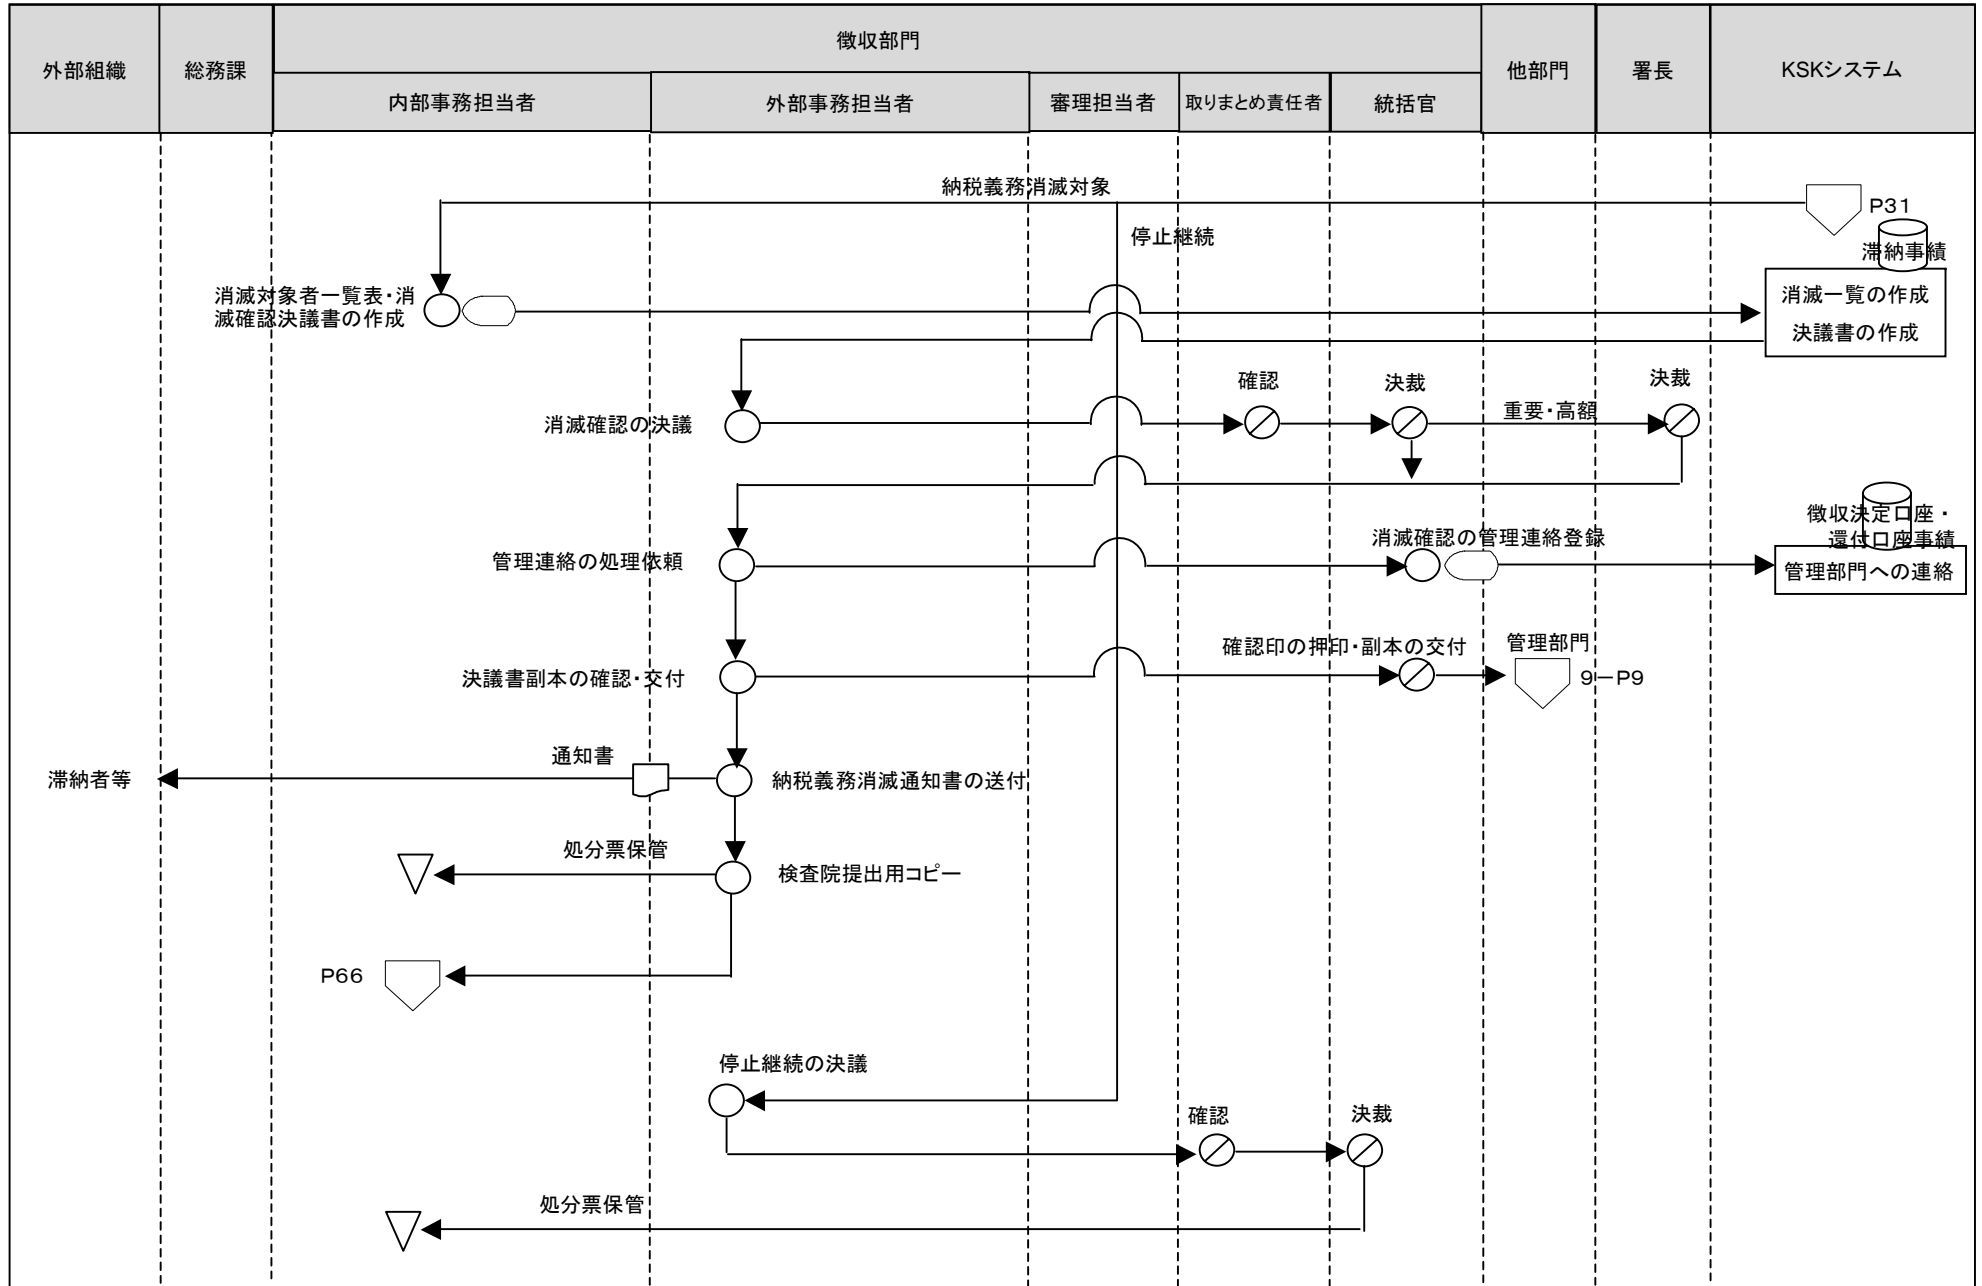 外部組織
総務課
徴収部門
他部門
署長
KSKシステム
内部事務担当者
外部事務担当者
審理担当者
取りまとめ責任者
統括官
納税義務消滅対象
P31
停止継続
滞納事績
消滅対象者一覧表・消
滅確認決議書の作成
消滅一覧の作成
決議書の作成
確認
決裁
決裁
消滅確認の決議
重要・高額
徴収決定口座・
還付口座事績
管理連絡の処理依頼
消滅確認の管理連絡登録
管理部門への連絡
決議書副本の確認・交付
確認印の押印・副本の交付
管理部門
9－P9
滞納者等
通知書
納税義務消滅通知書の送付
処分票保管
検査院提出用コピー
P66
停止継続の決議
確認
決裁
処分票保管